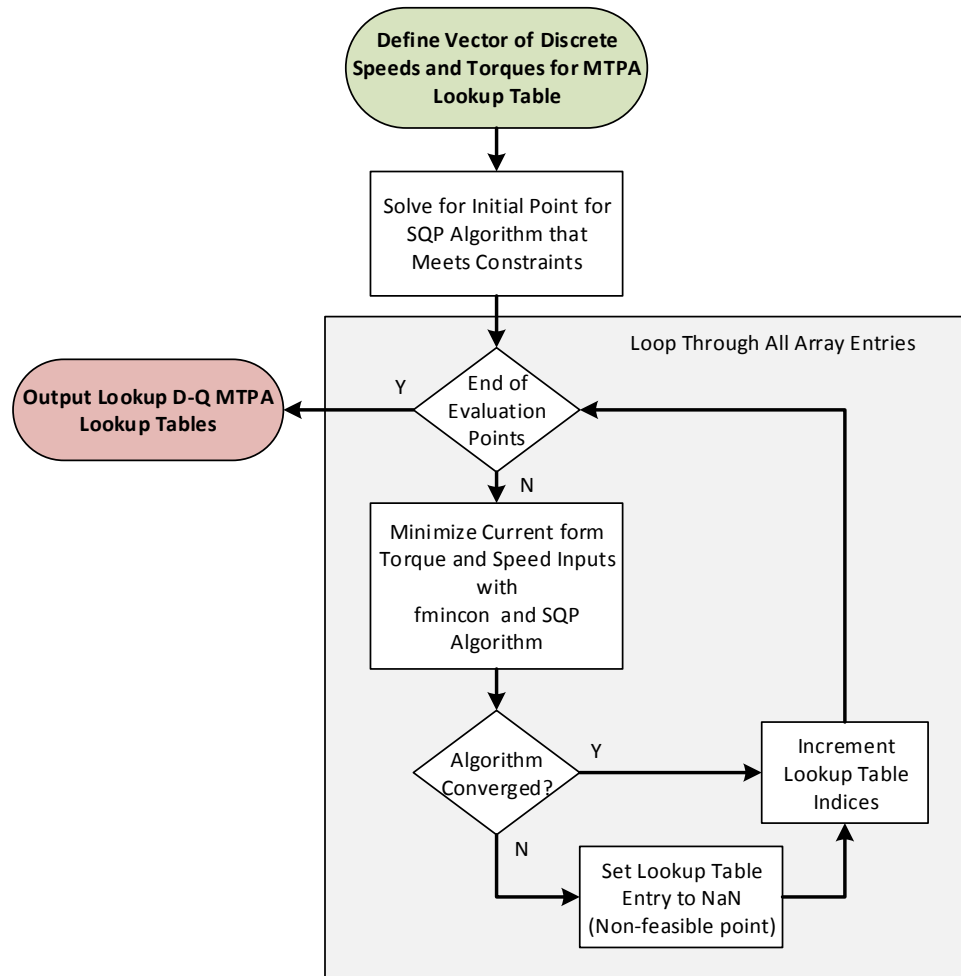 Define Vector of Discrete
Speeds and Torques for MTPA
Lookup Table
Solve for Initial Point for
SQP Algorithm that
Meets Constraints
Loop Through All Array Entries
End of
Evaluation
Points
Y
Output Lookup D-Q MTPA
Lookup Tables
N
Minimize Current form
Torque and Speed Inputs
with
fmincon and SQP
Algorithm
Algorithm
Converged?
Y
Increment
Lookup Table
Indices
N
Set Lookup Table
Entry to NaN
(Non-feasible point)